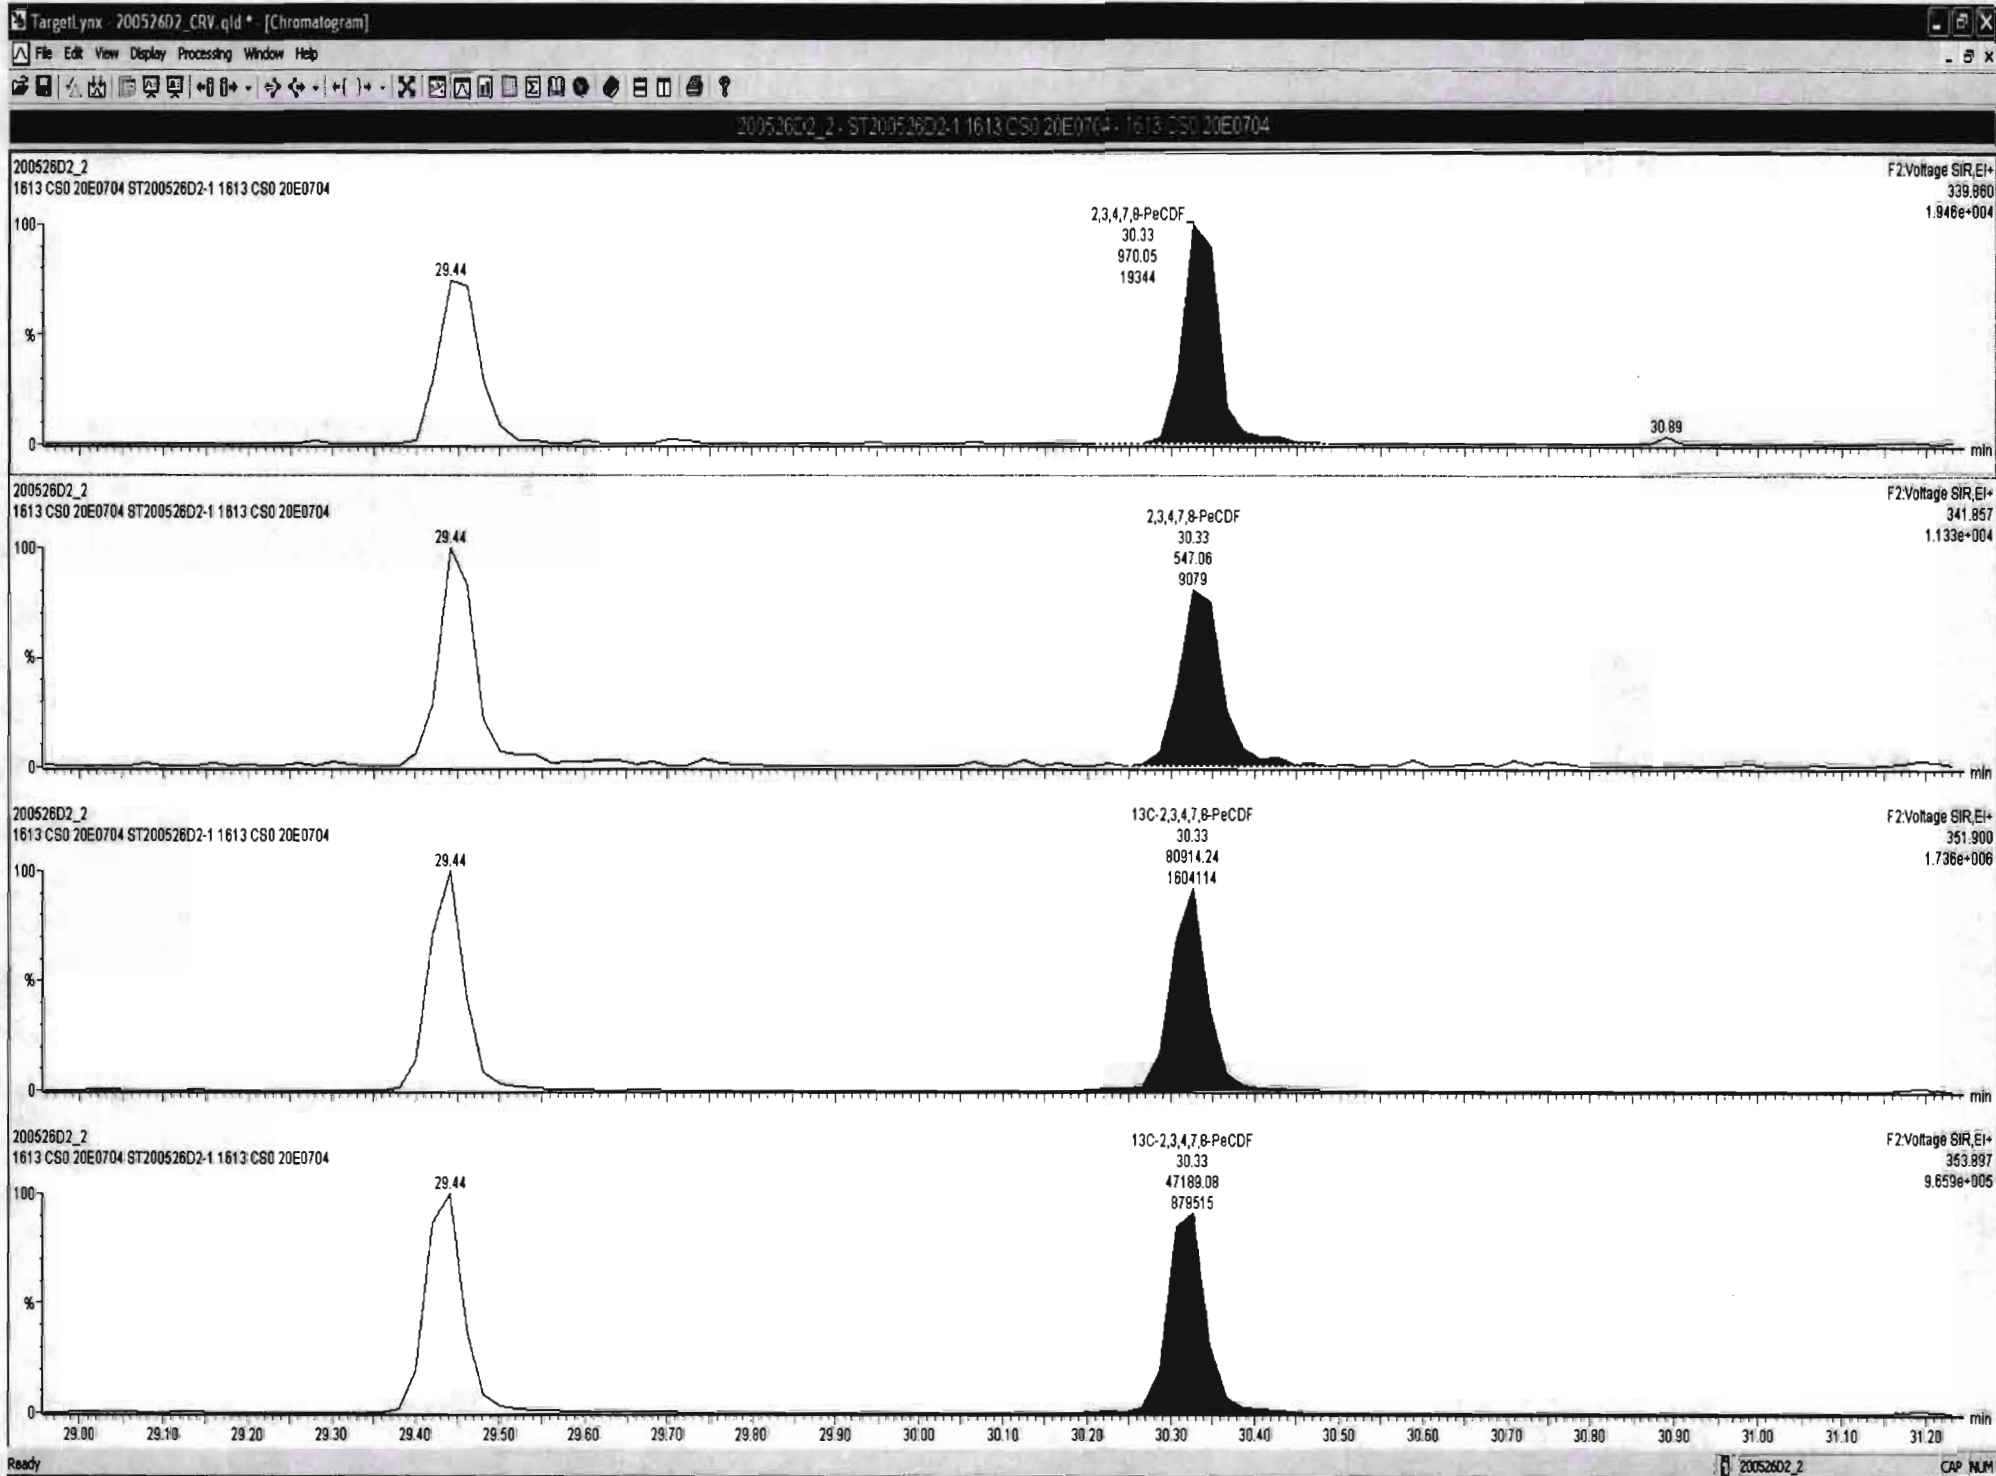 TargetLynx - 200526D2_CRV.qld * - [Chromatogram]
File Edit View Display Processing Window Help
200526D2_2 - ST200526D2-1 1613 CS0 20E0704 - 1613 CS0 20E0704
200526D2_2
1613 CS0 20E0704 ST200526D2-1 1613 CS0 20E0704
F2:Voltage SIR,EI+
339.860
1.946e+004
100
%
0
29.44
2,3,4,7,8-PeCDF
30.33
970.05
19344
30.89
min
200526D2_2
1613 CS0 20E0704 ST200526D2-1 1613 CS0 20E0704
F2:Voltage SIR,EI+
341.857
1.133e+004
100
%
0
29.44
2,3,4,7,8-PeCDF
30.33
547.06
9079
min
200526D2_2
1613 CS0 20E0704 ST200526D2-1 1613 CS0 20E0704
F2:Voltage SIR,EI+
351.900
1.736e+006
100
%
0
29.44
13C-2,3,4,7,8-PeCDF
30.33
80914.24
1604114
min
200526D2_2
1613 CS0 20E0704 ST200526D2-1 1613 CS0 20E0704
F2:Voltage SIR,EI+
353.897
9.659e+005
100
%
0
29.44
13C-2,3,4,7,8-PeCDF
30.33
47189.08
879515
min
29.00 29.10 29.20 29.30 29.40 29.50 29.60 29.70 29.80 29.90 30.00 30.10 30.20 30.30 30.40 30.50 30.60 30.70 30.80 30.90 31.00 31.10 31.20
Ready 200526D2_2 CAP NUM